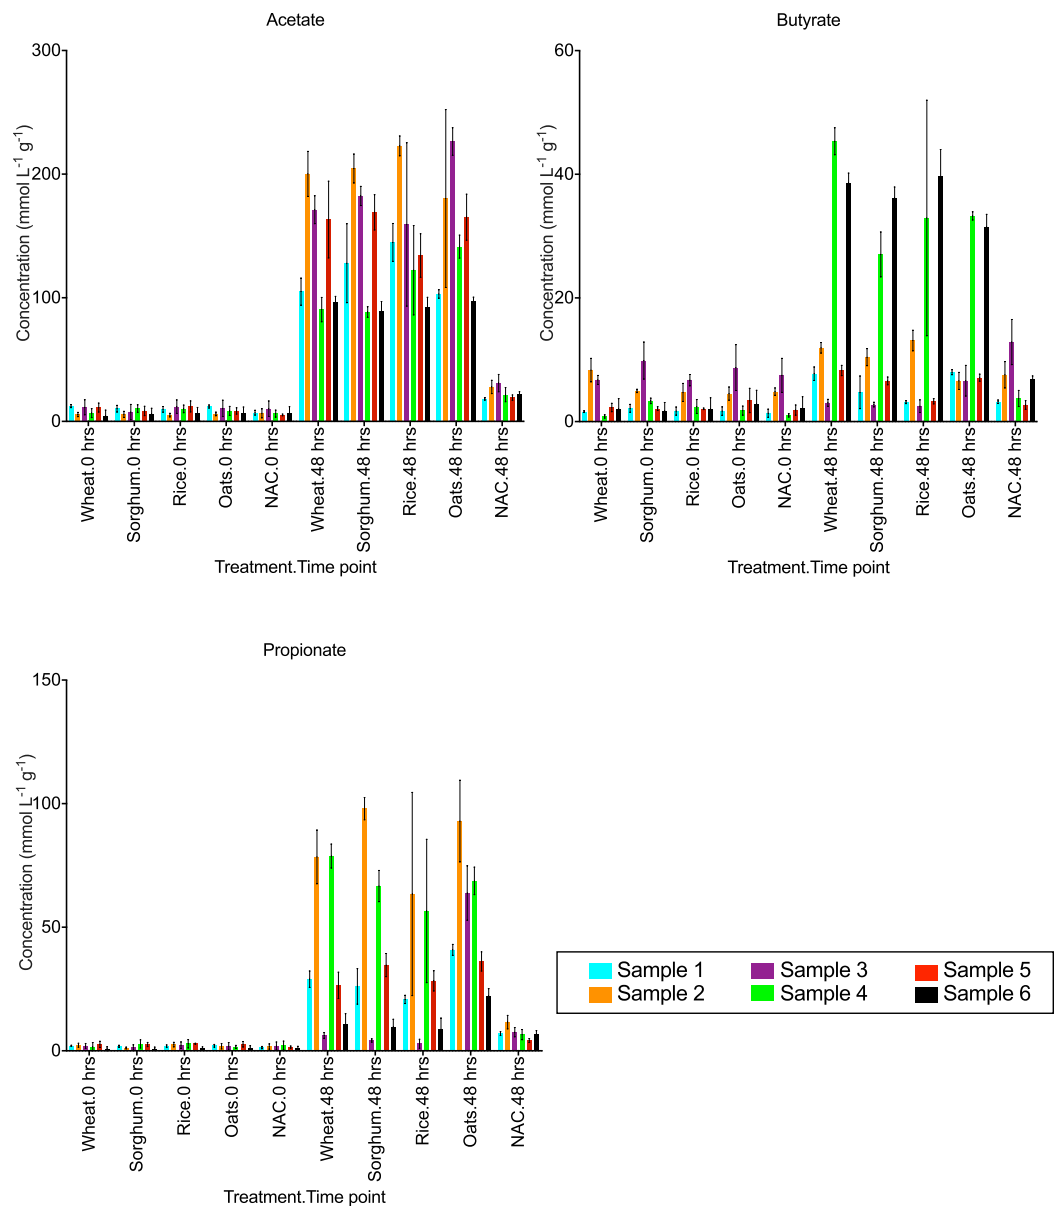 Acetate
300
200
100
0
Concentration (mmol L-1 g-1)
Wheat.0 hrs
Sorghum.0 hrs
Rice.0 hrs
Oats.0 hrs
NAC.0 hrs
Wheat.48 hrs
Sorghum.48 hrs
Rice.48 hrs
Oats.48 hrs
NAC.48 hrs
Treatment.Time point
Butyrate
60
40
20
0
Concentration (mmol L-1 g-1)
Wheat.0 hrs
Sorghum.0 hrs
Rice.0 hrs
Oats.0 hrs
NAC.0 hrs
Wheat.48 hrs
Sorghum.48 hrs
Rice.48 hrs
Oats.48 hrs
NAC.48 hrs
Treatment.Time point
Propionate
150
100
50
0
Concentration (mmol L-1 g-1)
Wheat.0 hrs
Sorghum.0 hrs
Rice.0 hrs
Oats.0 hrs
NAC.0 hrs
Wheat.48 hrs
Sorghum.48 hrs
Rice.48 hrs
Oats.48 hrs
NAC.48 hrs
Treatment.Time point
Sample 1 Sample 3 Sample 5
Sample 2 Sample 4 Sample 6